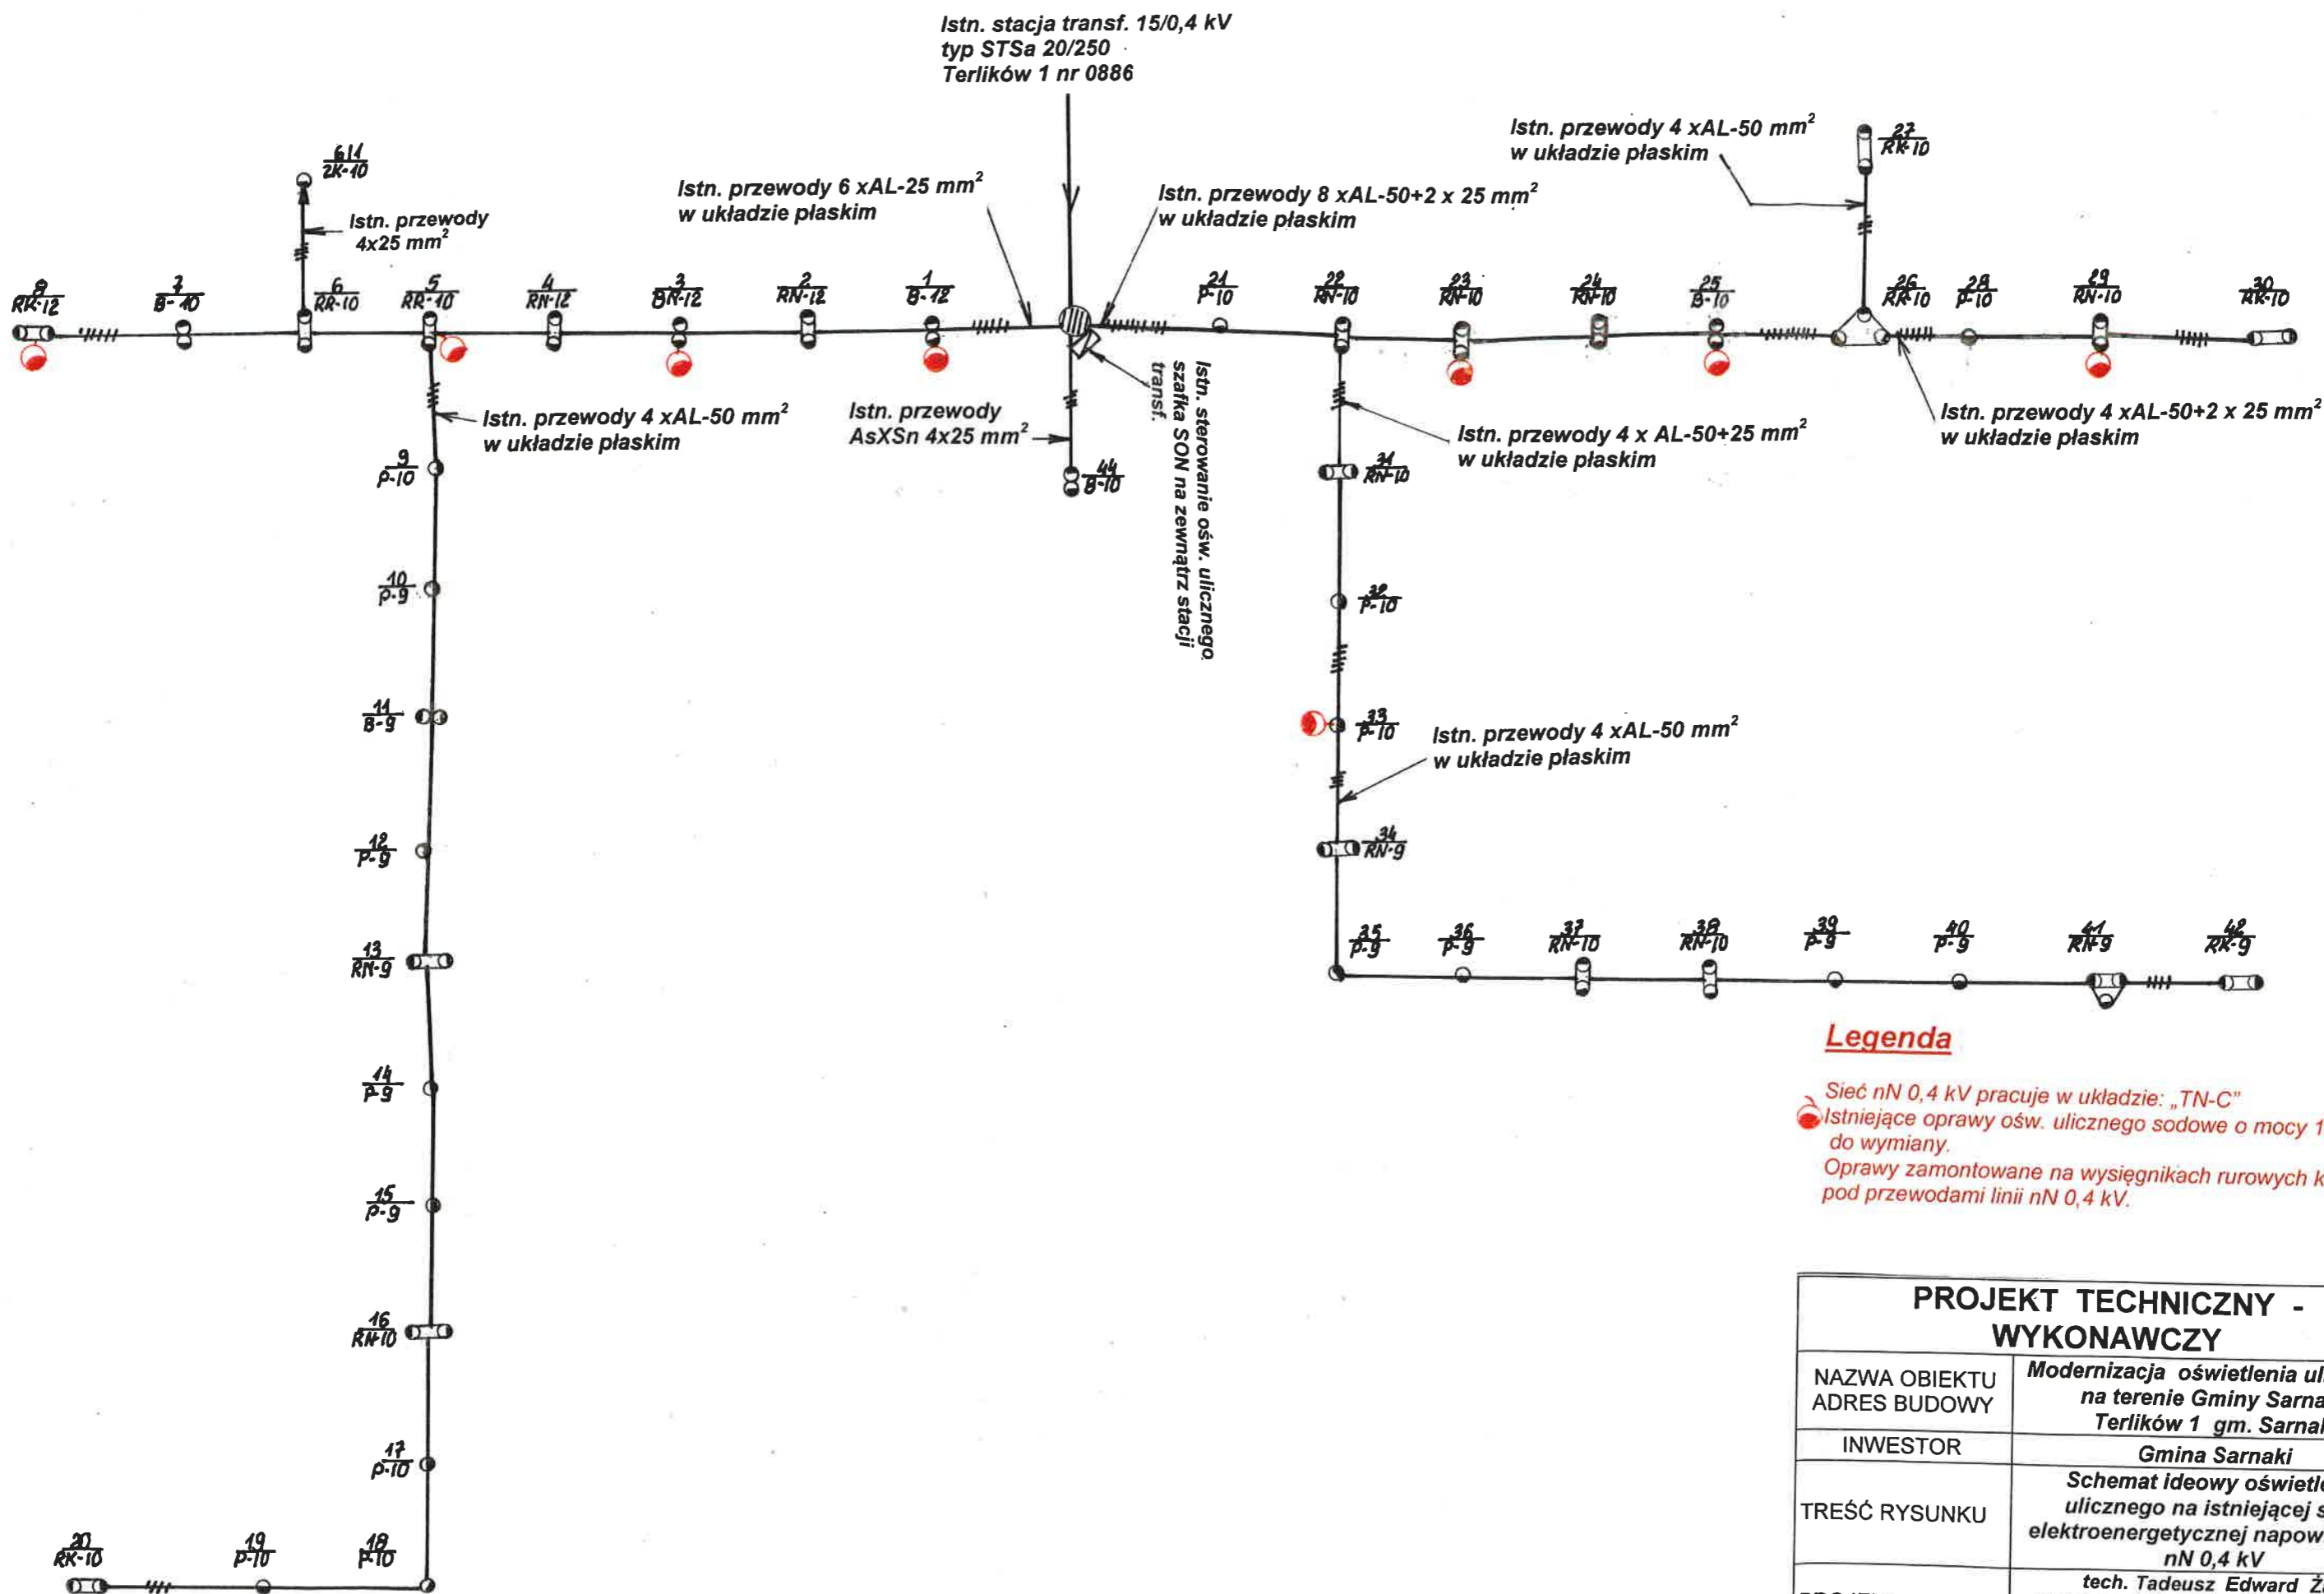 Istn. stacja transf. 15/0,4 kV
typ STSa 20/250
Terlików 1 nr 0886
Istn. przewody 4 xAL-50 mm²
w układzie płaskim
27
RK-10
6/1
2K-10
Istn. przewody
4x25 mm²
Istn. przewody 6 xAL-25 mm²
w układzie płaskim
Istn. przewody 8 xAL-50+2 x 25 mm²
w układzie płaskim
8
RK-12
7
B-10
6
RR-10
5
RR-10
4
RN-12
3
BN-12
2
RN-12
1
B-12
21
P-10
22
RN-10
23
RN-10
24
RN-10
25
B-10
26
RR-10
28
P-10
29
RN-10
30
RK-10
Istn. przewody 4 xAL-50 mm²
w układzie płaskim
Istn. przewody
AsXSn 4x25 mm²
44
B-10
Istn. sterowanie ośw. ulicznego.
szafka SON na zewnątrz stacji
transf.
Istn. przewody 4 x AL-50+25 mm²
w układzie płaskim
Istn. przewody 4 xAL-50+2 x 25 mm²
w układzie płaskim
9
P-10
31
RN-10
10
P-9
32
P-10
11
B-9
33
P-10
Istn. przewody 4 xAL-50 mm²
w układzie płaskim
12
P-9
34
RN-9
13
RN-9
35
P-9
36
P-9
37
RN-10
38
RN-10
39
P-9
40
P-9
41
RN-9
42
RK-9
14
P-9
15
P-9
16
RN-10
17
P-10
18
P-10
19
P-10
20
RK-10
Legenda
Sieć nN 0,4 kV pracuje w układzie: „TN-C”
Istniejące oprawy ośw. ulicznego sodowe o mocy 1
do wymiany.
Oprawy zamontowane na wysięgnikach rurowych k
pod przewodami linii nN 0,4 kV.
PROJEKT TECHNICZNY -
WYKONAWCZY
NAZWA OBIEKTU
ADRES BUDOWY
Modernizacja oświetlenia ul
na terenie Gminy Sarna
Terlików 1 gm. Sarna
INWESTOR
Gmina Sarnaki
TREŚĆ RYSUNKU
Schemat ideowy oświetl
ulicznego na istniejącej s
elektroenergetycznej napow
nN 0,4 kV
tech. Tadeusz Edward Ż